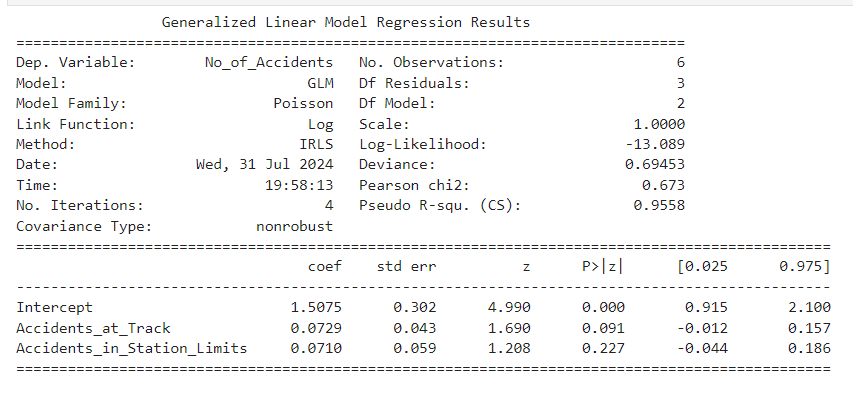 Generalized Linear Model Regression Results
==============================================================================
Dep. Variable:        No_of_Accidents   No. Observations:                    6
Model:                            GLM   Df Residuals:                        3
Model Family:                 Poisson   Df Model:                            2
Link Function:                    Log   Scale:                          1.0000
Method:                          IRLS   Log-Likelihood:                -13.089
Date:                Wed, 31 Jul 2024   Deviance:                      0.69453
Time:                        19:58:13   Pearson chi2:                    0.673
No. Iterations:                     4   Pseudo R-squ. (CS):             0.9558
Covariance Type:            nonrobust
===============================================================================================
                                  coef    std err          z      P>|z|      [0.025      0.975]
-----------------------------------------------------------------------------------------------
Intercept                       1.5075      0.302      4.990      0.000       0.915       2.100
Accidents_at_Track              0.0729      0.043      1.690      0.091      -0.012       0.157
Accidents_in_Station_Limits     0.0710      0.059      1.208      0.227      -0.044       0.186
===============================================================================================